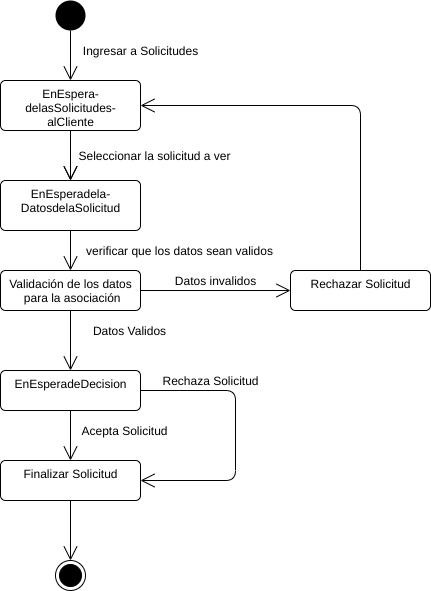 Ingresar a Solicitudes
EnEspera-
delasSolicitudes-
alCliente
Seleccionar la solicitud a ver
EnEsperadela-
DatosdelaSolicitud
verificar que los datos sean validos
Validación de los datos
para la asociación
Datos invalidos
Rechazar Solicitud
Datos Validos
EnEsperadeDecision
Rechaza Solicitud
Acepta Solicitud
Finalizar Solicitud